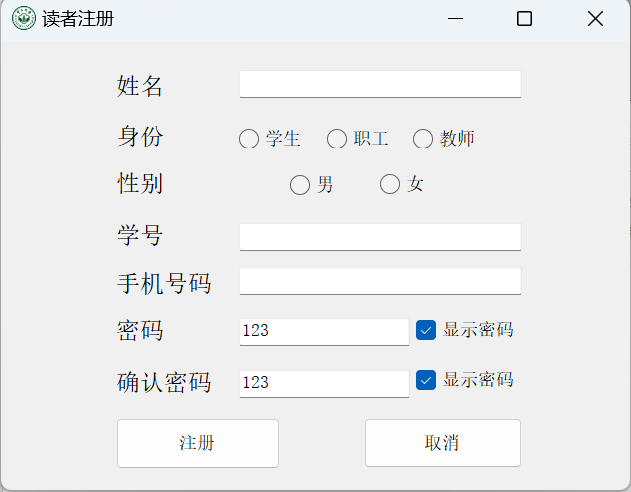 读者注册
姓名
身份 学生 职工 教师
性别 男 女
学号
手机号码
密码 123 显示密码
确认密码 123 显示密码
注册 取消